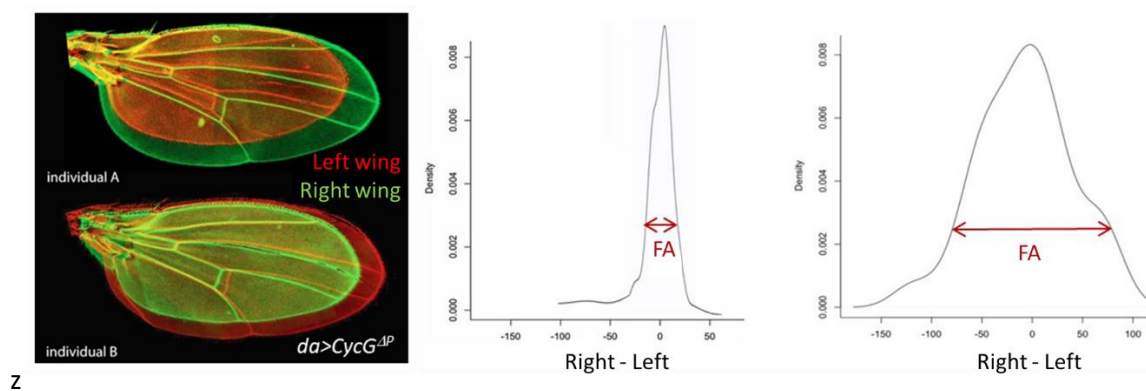 Left wing
Right wing
individual A
individual B
da>CycG^ΔP
z
Density
0.008
0.006
0.004
0.002
0.000
FA
-150
-100
-50
0
50
Right - Left
Density
0.008
0.006
0.004
0.002
0.000
FA
-150
-100
-50
0
50
100
Right - Left